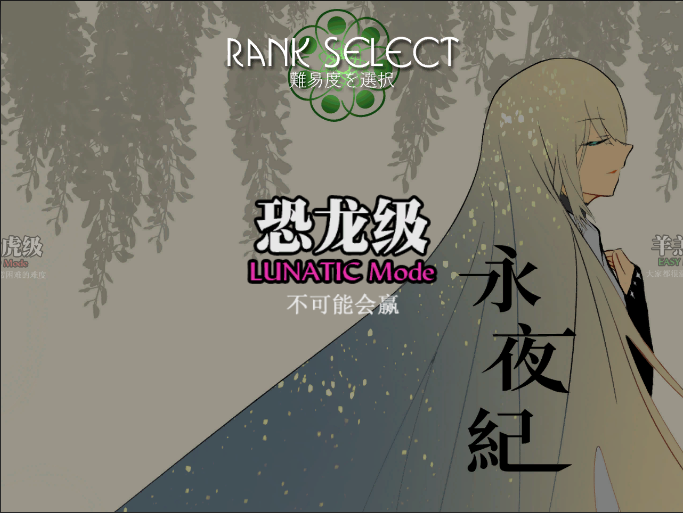 RANK SELECT
難易度を選択
恐龙级
LUNATIC Mode
不可能会赢
虎级
Mode
EASY
永夜紀